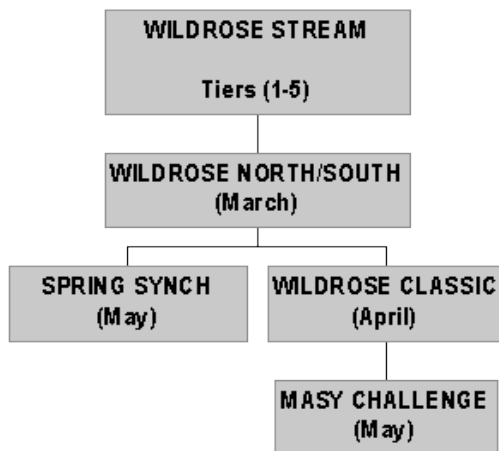 WILDROSE STREAM
Tiers (1-5)
WILDROSE NORTH/SOUTH
(March)
SPRING SYNCH
(May)
WILDROSE CLASSIC
(April)
MASY CHALLENGE
(May)